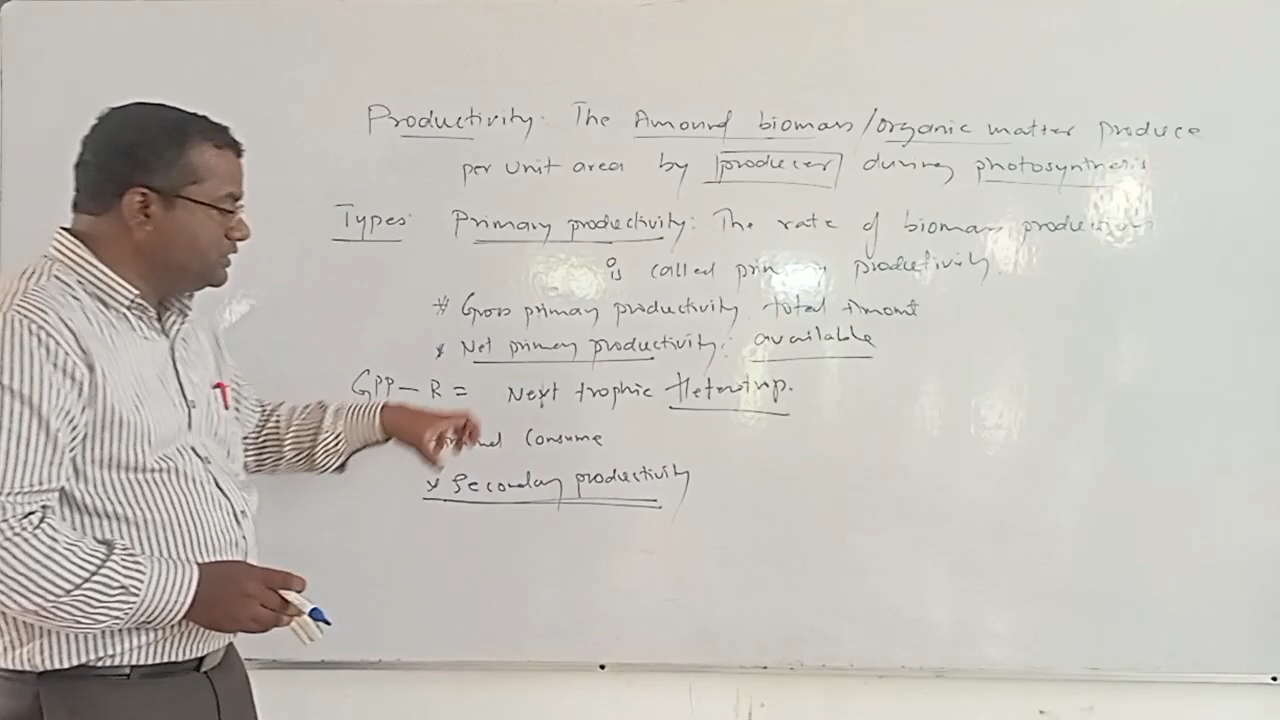 Productivity: The Amound biomass/organic matter produce
per unit area by producer during photosynthesis
Types: Primary productivity: The rate of biomass production
is called primary productivity.
* Gross primary productivity total Amount
* Net primary productivity: available
GPP - R = Next trophic Heterotrop.
Consume
* Secondary productivity